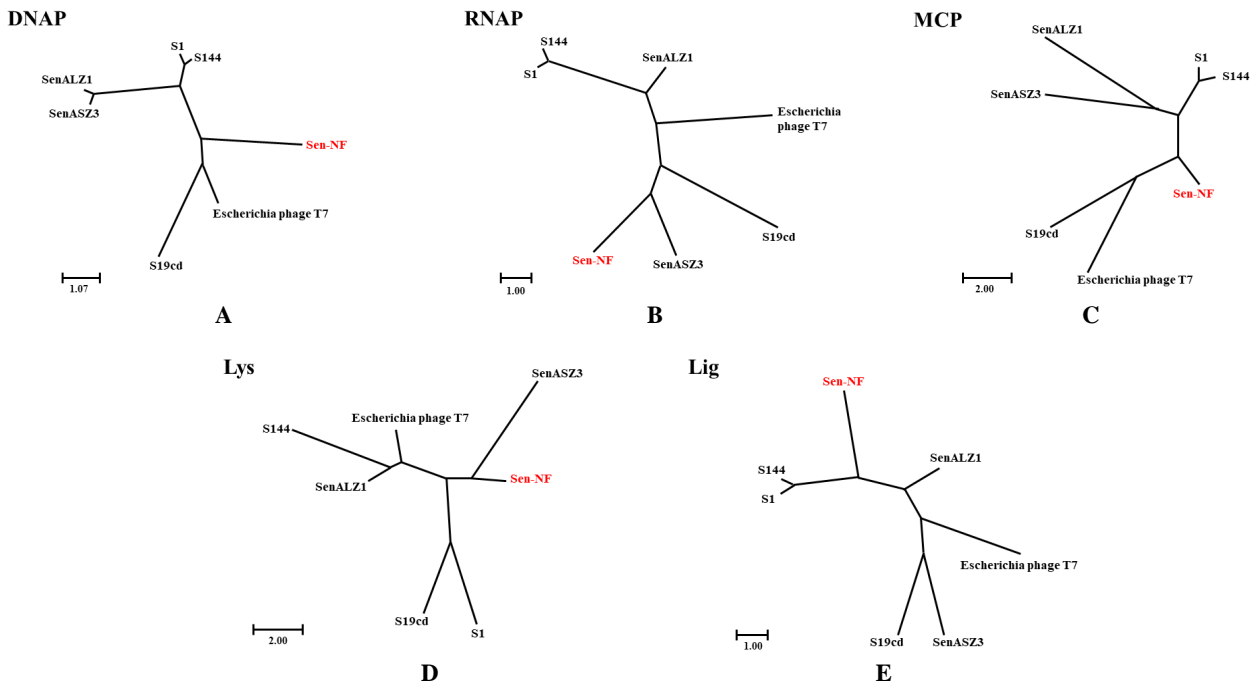 DNAP
S1
S144
SenALZ1
SenASZ3
Sen-NF
Escherichia phage T7
S19cd
1.07
A
RNAP
S144
S1
SenALZ1
Escherichia
phage T7
S19cd
Sen-NF
SenASZ3
1.00
B
MCP
SenALZ1
S1
S144
SenASZ3
Sen-NF
S19cd
Escherichia phage T7
2.00
C
Lys
SenASZ3
Escherichia phage T7
S144
SenALZ1
Sen-NF
S19cd
S1
2.00
D
Lig
Sen-NF
SenALZ1
S144
S1
Escherichia phage T7
S19cd
SenASZ3
1.00
E